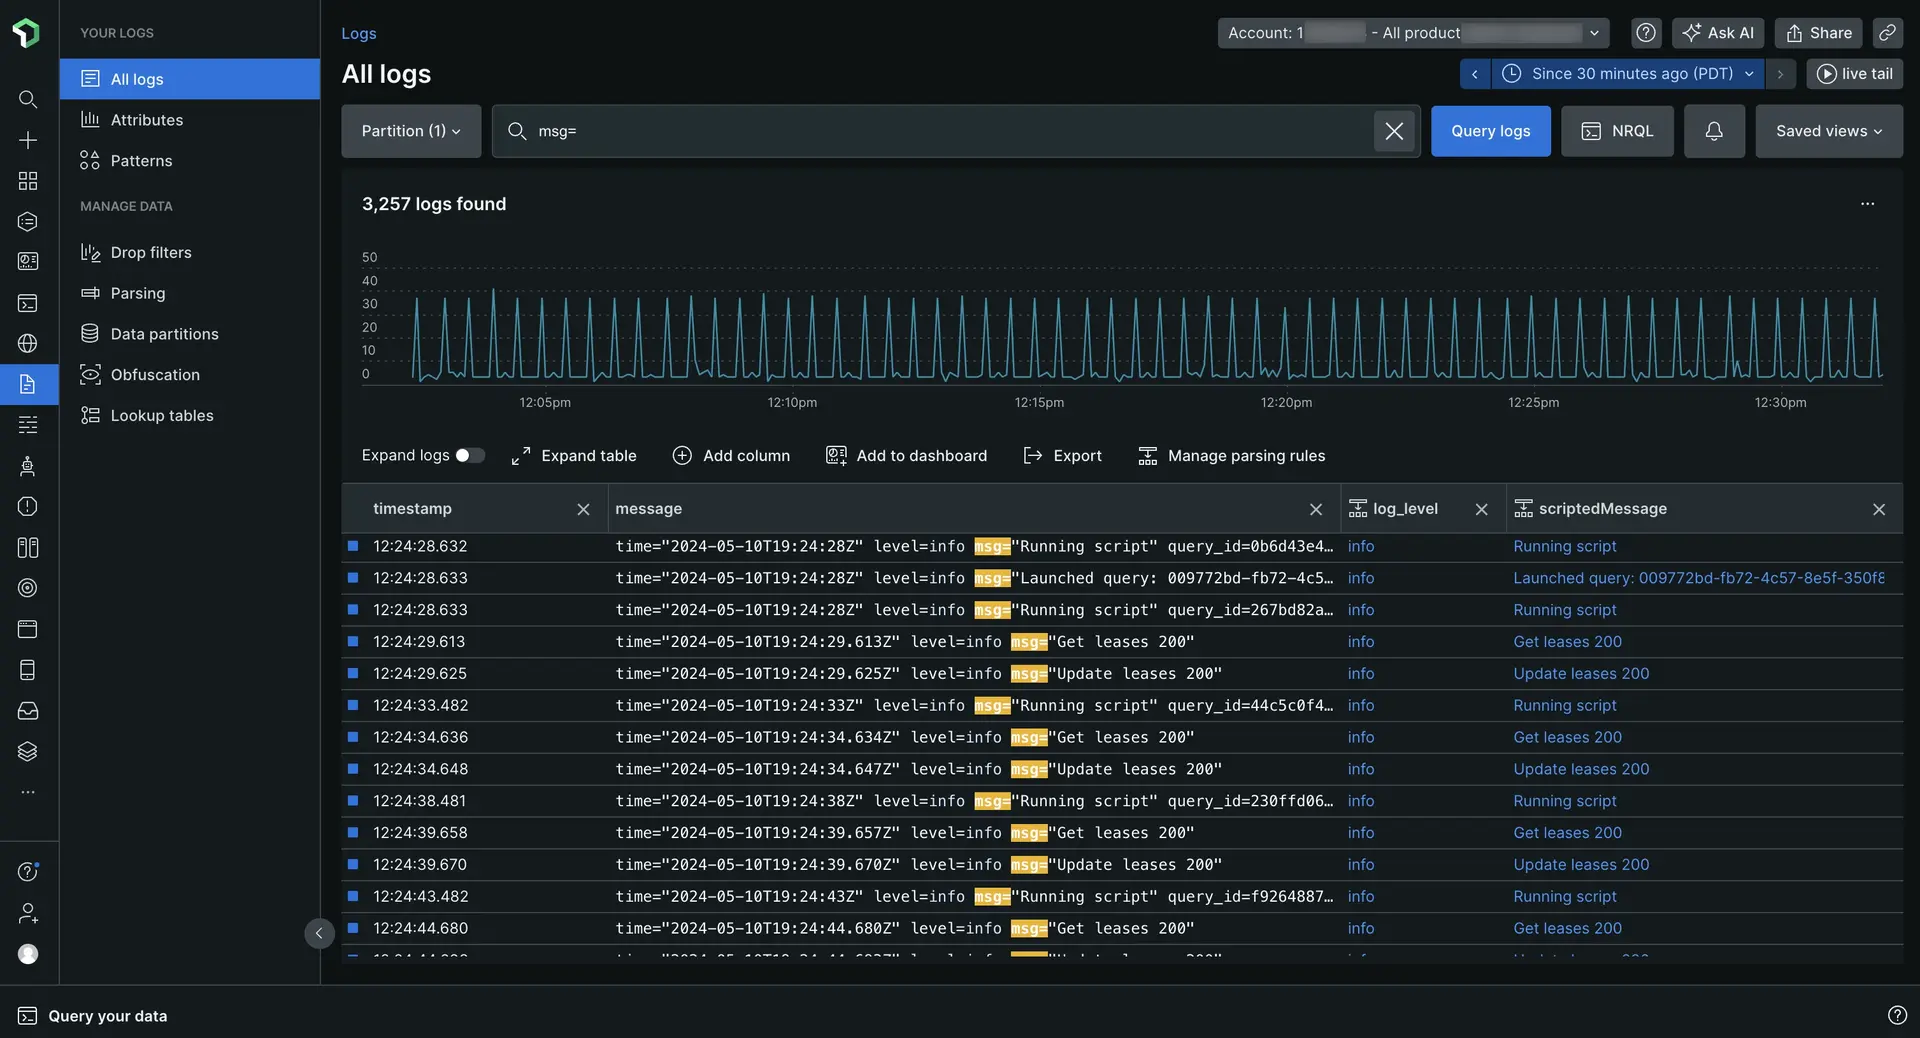 YOUR LOGS
All logs
Attributes
Patterns
MANAGE DATA
Drop filters
Parsing
Data partitions
Obfuscation
Lookup tables
Logs
Account: 1 - All product
Ask AI
Share
All logs
Since 30 minutes ago (PDT)
live tail
Partition (1)
msg=
Query logs
NRQL
Saved views
3,257 logs found
50
40
30
20
10
0
12:05pm 12:10pm 12:15pm 12:20pm 12:25pm 12:30pm
Expand logs Expand table Add column Add to dashboard Export Manage parsing rules
timestamp message log_level scriptedMessage
12:24:28.632 time="2024-05-10T19:24:28Z" level=info msg="Running script" query_id=0b6d43e4… info Running script
12:24:28.633 time="2024-05-10T19:24:28Z" level=info msg="Launched query: 009772bd-fb72-4c5… info Launched query: 009772bd-fb72-4c57-8e5f-350f8
12:24:28.633 time="2024-05-10T19:24:28Z" level=info msg="Running script" query_id=267bd82a… info Running script
12:24:29.613 time="2024-05-10T19:24:29.613Z" level=info msg="Get leases 200" info Get leases 200
12:24:29.625 time="2024-05-10T19:24:29.625Z" level=info msg="Update leases 200" info Update leases 200
12:24:33.482 time="2024-05-10T19:24:33Z" level=info msg="Running script" query_id=44c5c0f4… info Running script
12:24:34.636 time="2024-05-10T19:24:34.634Z" level=info msg="Get leases 200" info Get leases 200
12:24:34.648 time="2024-05-10T19:24:34.647Z" level=info msg="Update leases 200" info Update leases 200
12:24:38.481 time="2024-05-10T19:24:38Z" level=info msg="Running script" query_id=230ffd06… info Running script
12:24:39.658 time="2024-05-10T19:24:39.657Z" level=info msg="Get leases 200" info Get leases 200
12:24:39.670 time="2024-05-10T19:24:39.670Z" level=info msg="Update leases 200" info Update leases 200
12:24:43.482 time="2024-05-10T19:24:43Z" level=info msg="Running script" query_id=f9264887… info Running script
12:24:44.680 time="2024-05-10T19:24:44.680Z" level=info msg="Get leases 200" info Get leases 200
Query your data